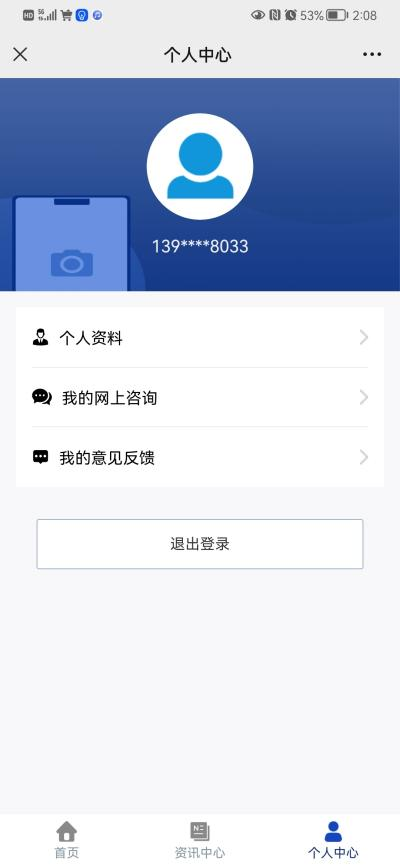 HD 5G 53% 2:08
个人中心
139****8033
个人资料
我的网上咨询
我的意见反馈
退出登录
首页 资讯中心 个人中心